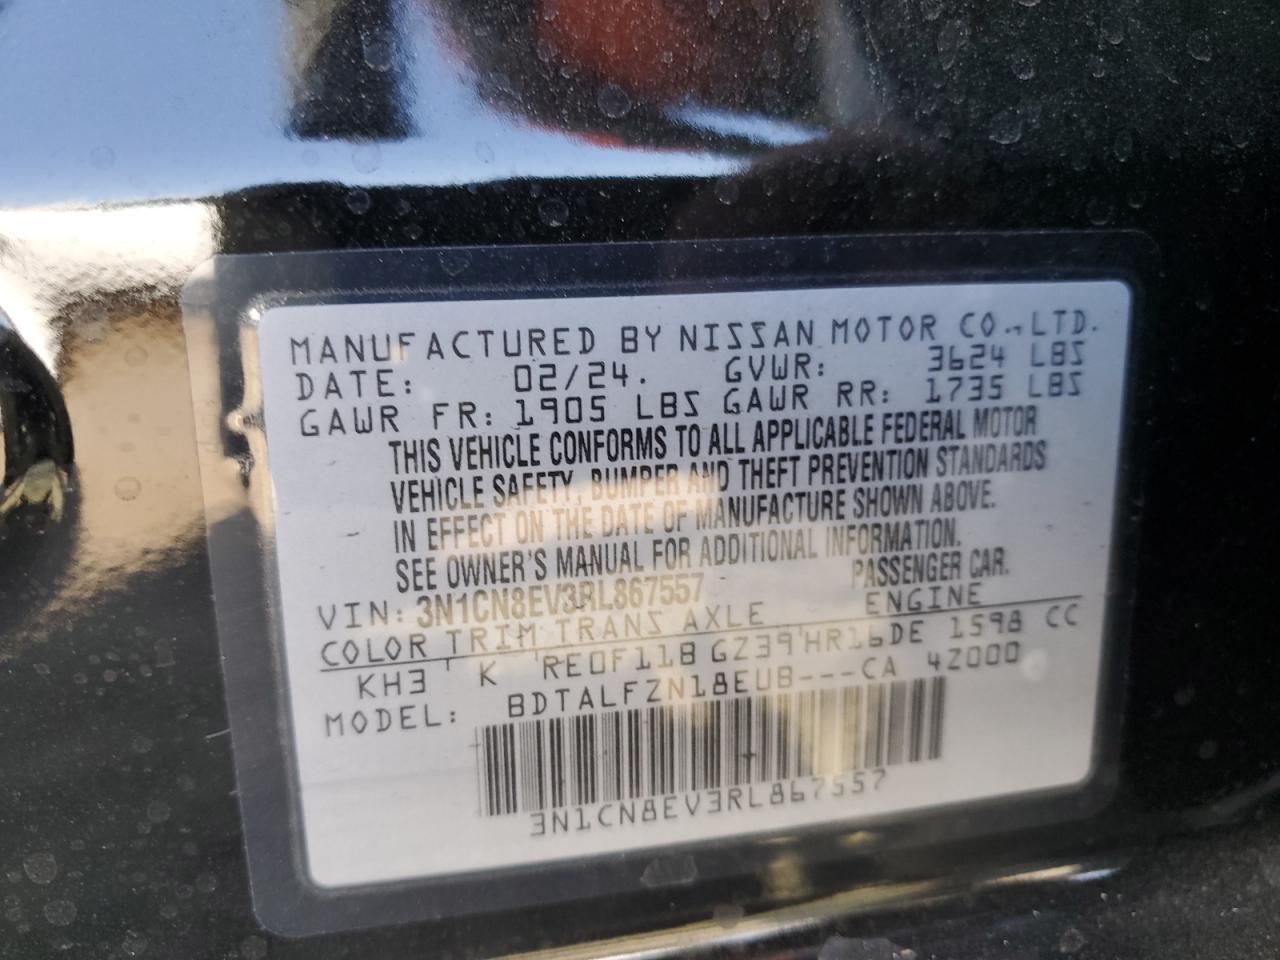 MANUFACTURED BY NISSAN MOTOR CO., LTD.
DATE: 02/24. GVWR: 3624 LBS
GAWR FR: 1905 LBS GAWR RR: 1735 LBS
THIS VEHICLE CONFORMS TO ALL APPLICABLE FEDERAL MOTOR
VEHICLE SAFETY, BUMPER AND THEFT PREVENTION STANDARDS
IN EFFECT ON THE DATE OF MANUFACTURE SHOWN ABOVE.
SEE OWNER'S MANUAL FOR ADDITIONAL INFORMATION.
VIN: 3N1CN8EV3RL867557 PASSENGER CAR.
COLOR TRIM TRANS AXLE ENGINE
KH3 K RE0F11B GZ39 HR16DE 1598 CC
MODEL: BDTALFZN18EUB---CA 42000
3N1CN8EV3RL867557